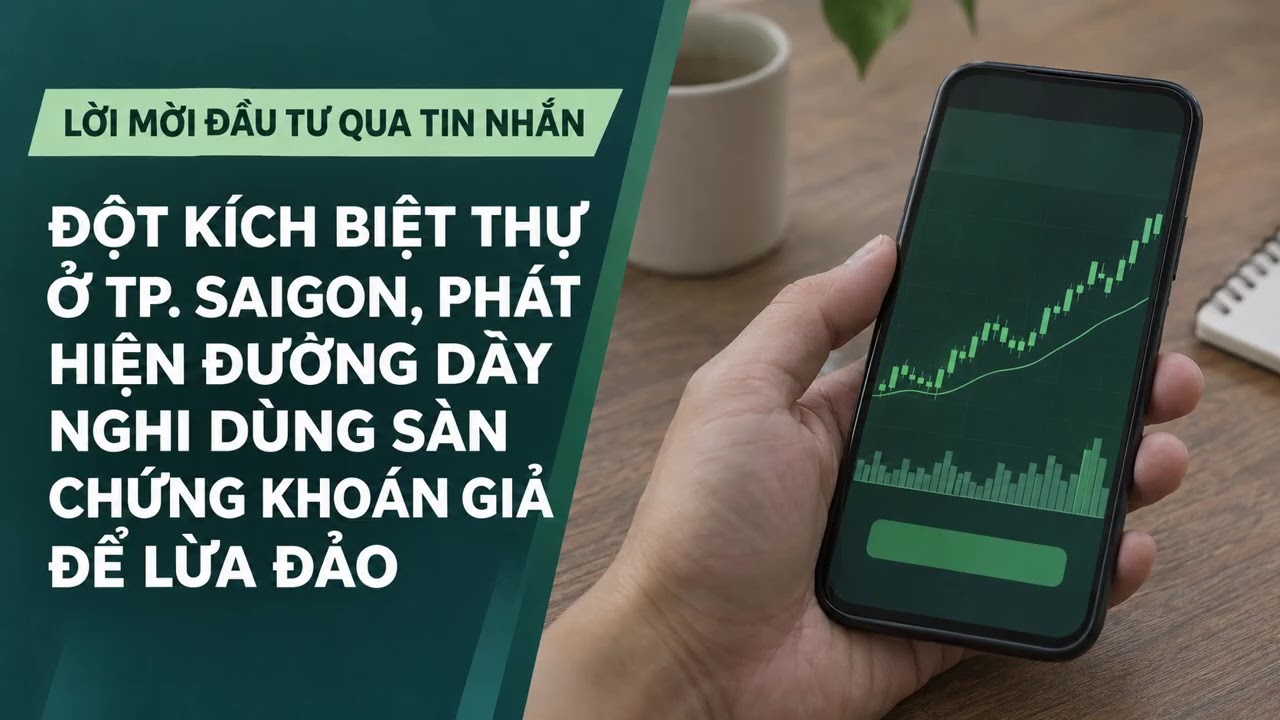 LỜI MỜI ĐẦU TƯ QUA TIN NHẮN
ĐỘT KÍCH BIỆT THỰ
Ở TP. SAIGON, PHÁT
HIỆN ĐƯỜNG DẦY
NGHI DÙNG SÀN
CHỨNG KHOÁN GIẢ
ĐỂ LỪA ĐẢO